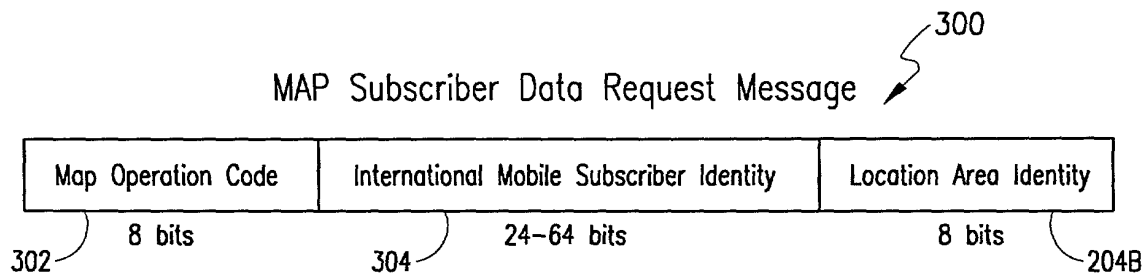 300
MAP Subscriber Data Request Message
Map Operation Code International Mobile Subscriber Identity Location Area Identity
8 bits 24-64 bits 8 bits
302 304 204B